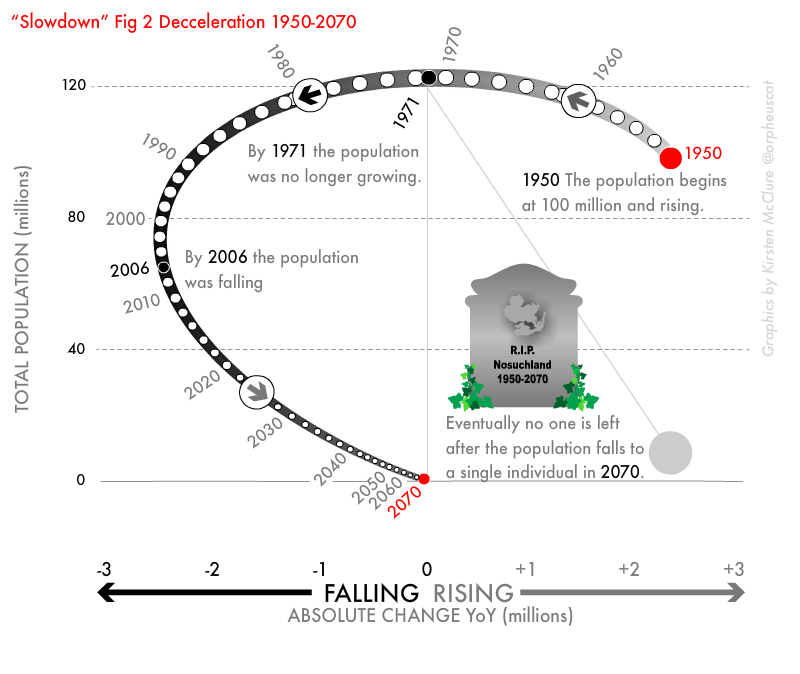 “Slowdown“ Fig 2 Decceleration 1950-2070
1970
1980
1960
120
1971
1950
1990
By 1971 the population
was no longer growing.
1950 The population begins
at 100 million and rising.
Graphics by Kirsten McClure @orpheuscat
TOTAL POPULATION (millions)
80
2000
2006
By 2006 the population
was falling
2010
40
R.I.P.
Nosuchland
1950-2070
2020
2030
Eventually no one is left
after the population falls to
a single individual in 2070.
2040
2050
2060
2070
0
-3 -2 -1 0 +1 +2 +3
FALLING RISING
ABSOLUTE CHANGE YoY (millions)